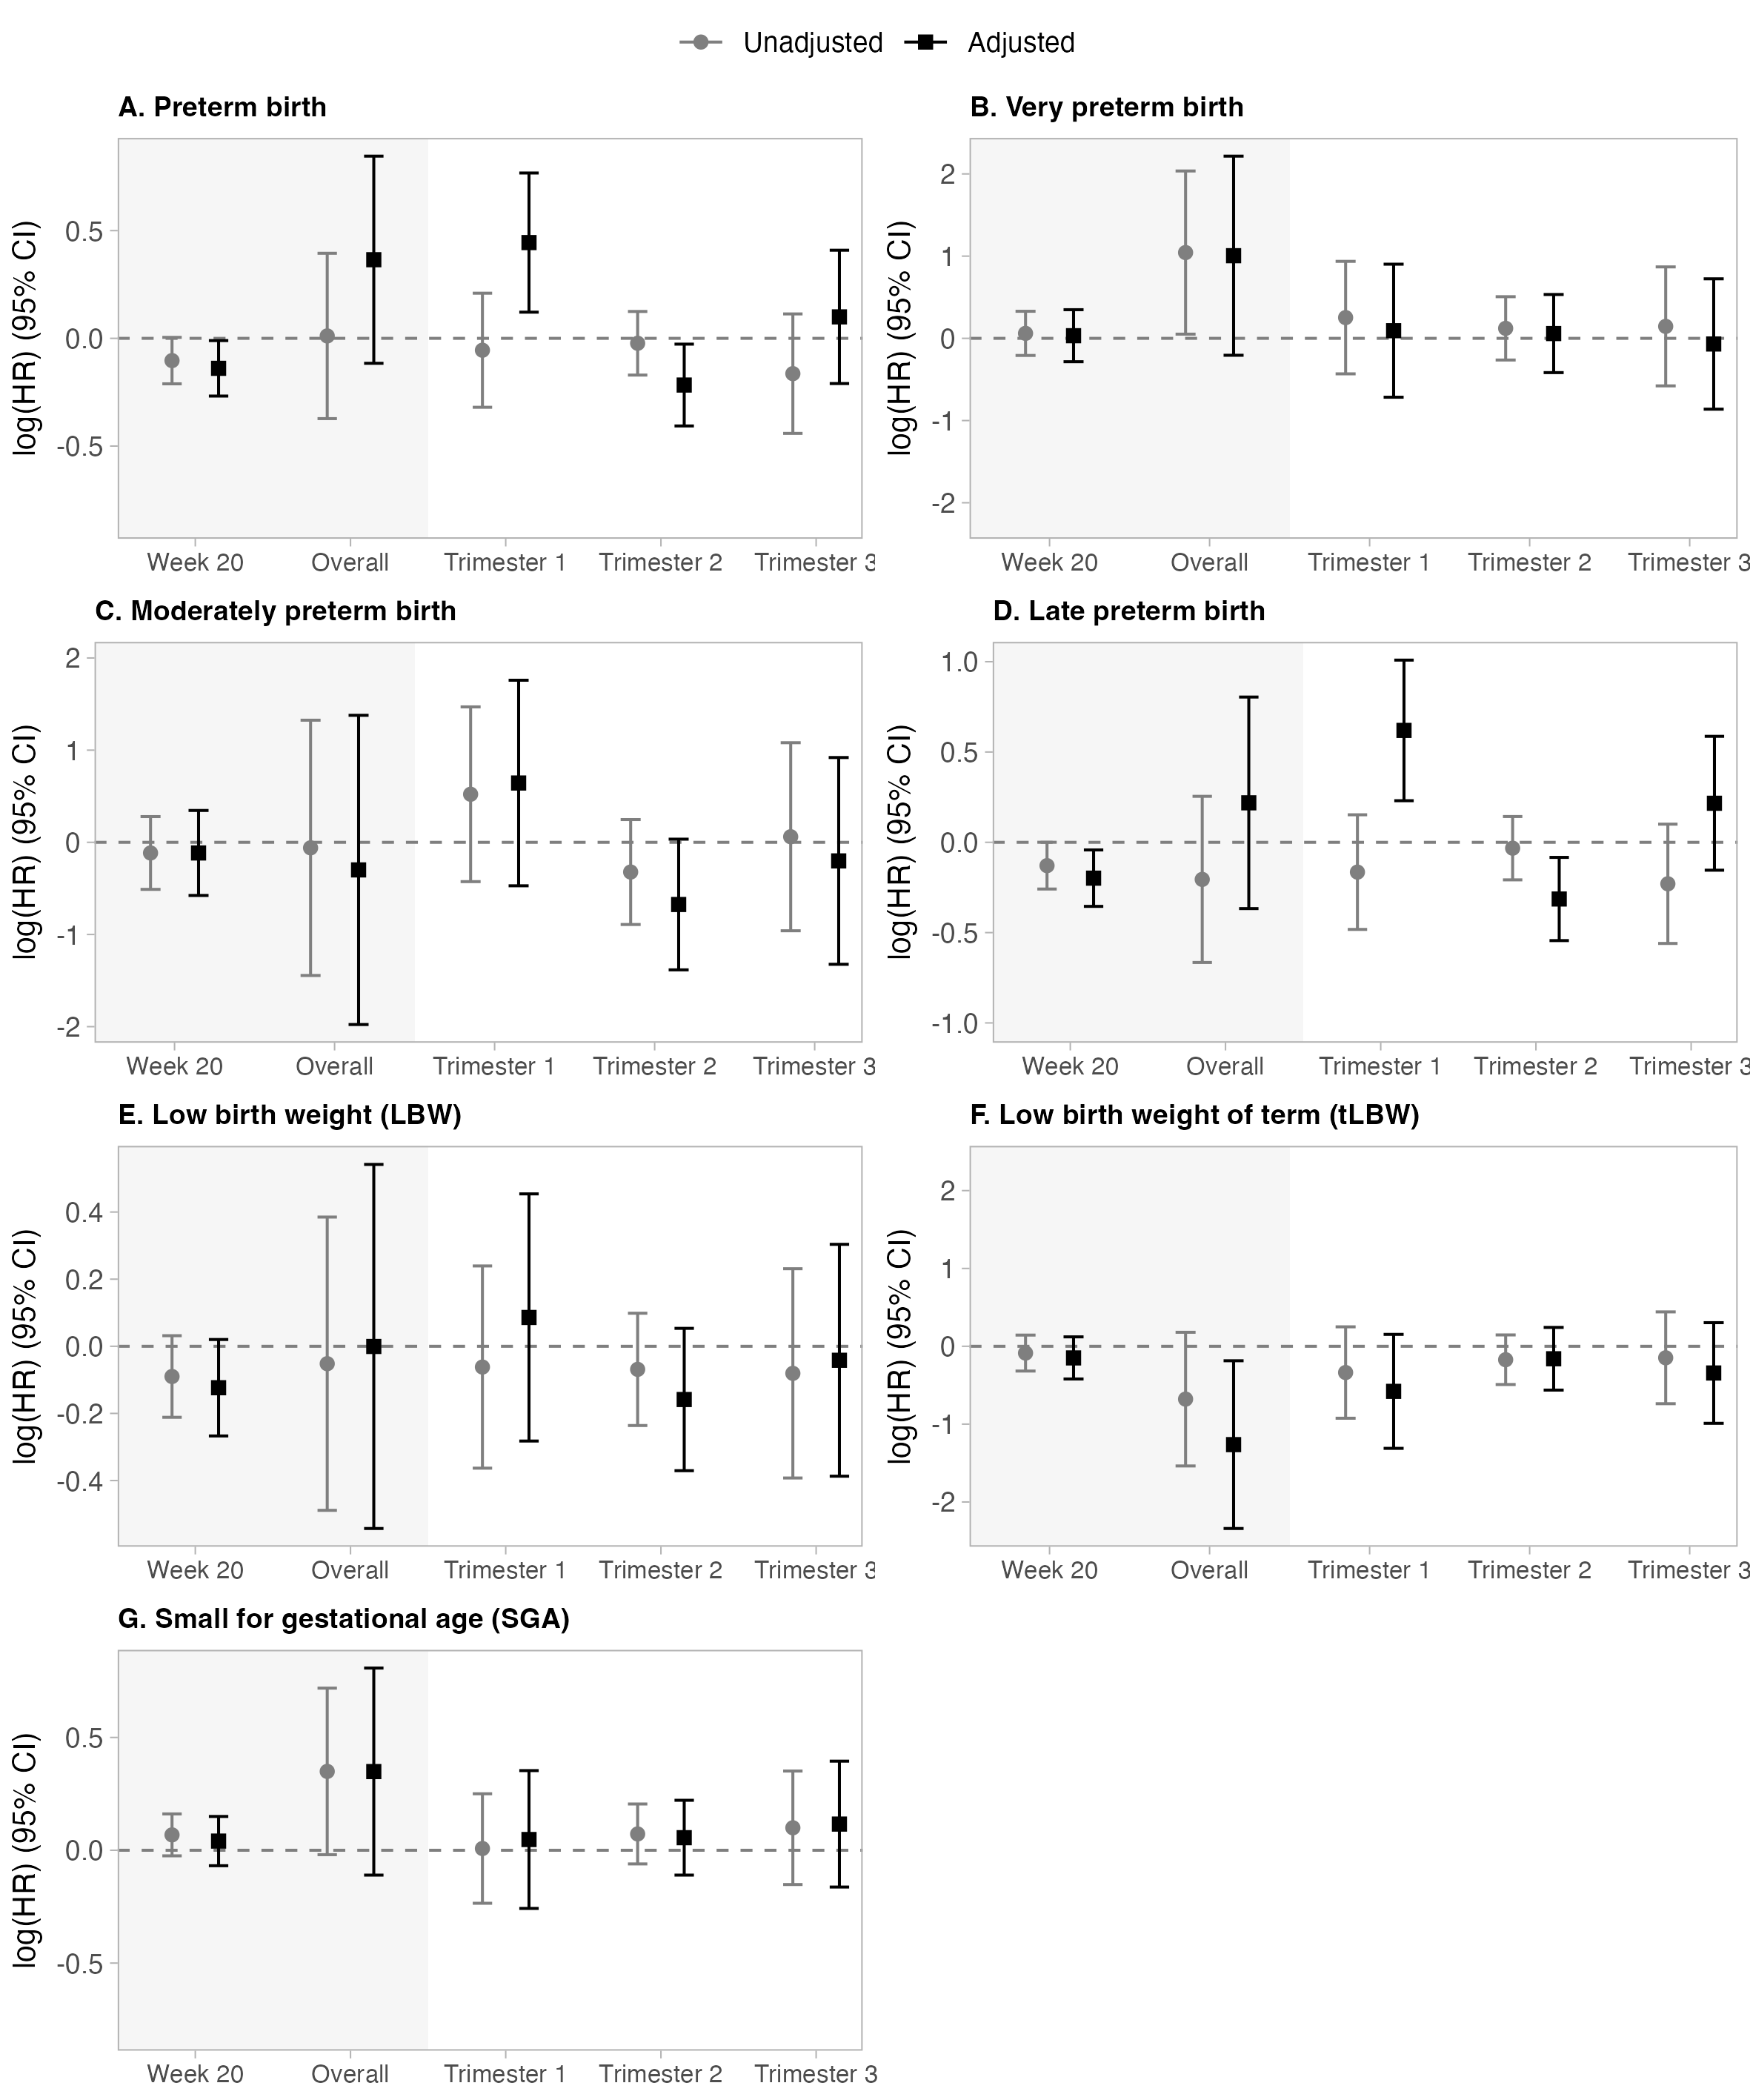 Unadjusted Adjusted
A. Preterm birth
log(HR) (95% CI)
0.5
0.0
-0.5
Week 20 Overall Trimester 1 Trimester 2 Trimester 3
B. Very preterm birth
log(HR) (95% CI)
2
1
0
-1
-2
Week 20 Overall Trimester 1 Trimester 2 Trimester 3
C. Moderately preterm birth
log(HR) (95% CI)
2
1
0
-1
-2
Week 20 Overall Trimester 1 Trimester 2 Trimester 3
D. Late preterm birth
log(HR) (95% CI)
1.0
0.5
0.0
-0.5
-1.0
Week 20 Overall Trimester 1 Trimester 2 Trimester 3
E. Low birth weight (LBW)
log(HR) (95% CI)
0.4
0.2
0.0
-0.2
-0.4
Week 20 Overall Trimester 1 Trimester 2 Trimester 3
F. Low birth weight of term (tLBW)
log(HR) (95% CI)
2
1
0
-1
-2
Week 20 Overall Trimester 1 Trimester 2 Trimester 3
G. Small for gestational age (SGA)
log(HR) (95% CI)
0.5
0.0
-0.5
Week 20 Overall Trimester 1 Trimester 2 Trimester 3